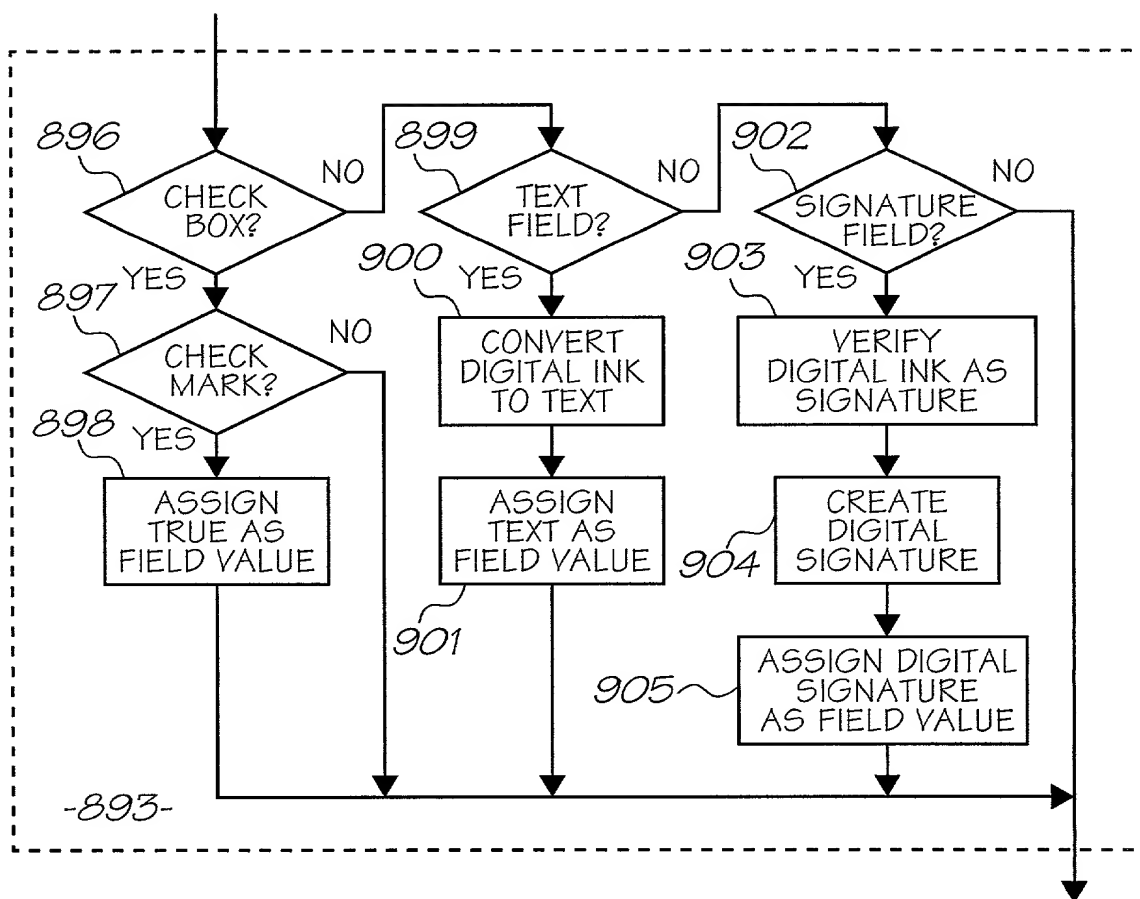 896
CHECK
BOX?
NO
YES
897
CHECK
MARK?
NO
YES
898
ASSIGN
TRUE AS
FIELD VALUE
899
TEXT
FIELD?
NO
YES
900
CONVERT
DIGITAL INK
TO TEXT
ASSIGN
TEXT AS
FIELD VALUE
901
902
SIGNATURE
FIELD?
NO
YES
903
VERIFY
DIGITAL INK AS
SIGNATURE
CREATE
DIGITAL
SIGNATURE
904
ASSIGN DIGITAL
SIGNATURE
AS FIELD VALUE
905
-893-